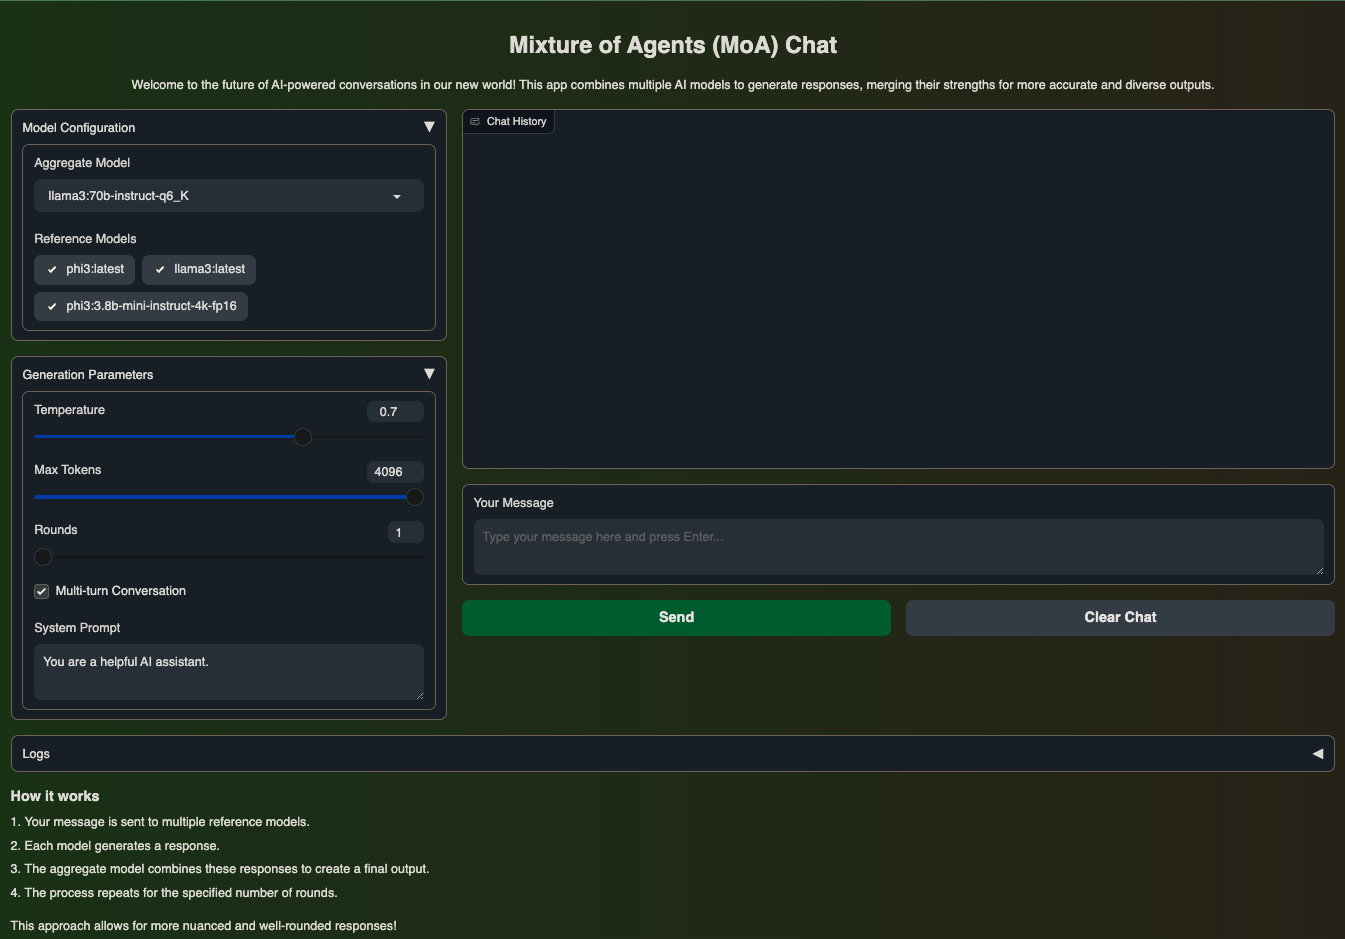 Mixture of Agents (MoA) Chat
Welcome to the future of AI-powered conversations in our new world! This app combines multiple AI models to generate responses, merging their strengths for more accurate and diverse outputs.
Model Configuration
Aggregate Model
llama3:70b-instruct-q6_K
Reference Models
phi3:latest
llama3:latest
phi3:3.8b-mini-instruct-4k-fp16
Generation Parameters
Temperature
0.7
Max Tokens
4096
Rounds
1
Multi-turn Conversation
System Prompt
You are a helpful AI assistant.
Chat History
Your Message
Type your message here and press Enter...
Send
Clear Chat
Logs
How it works
1. Your message is sent to multiple reference models.
2. Each model generates a response.
3. The aggregate model combines these responses to create a final output.
4. The process repeats for the specified number of rounds.
This approach allows for more nuanced and well-rounded responses!